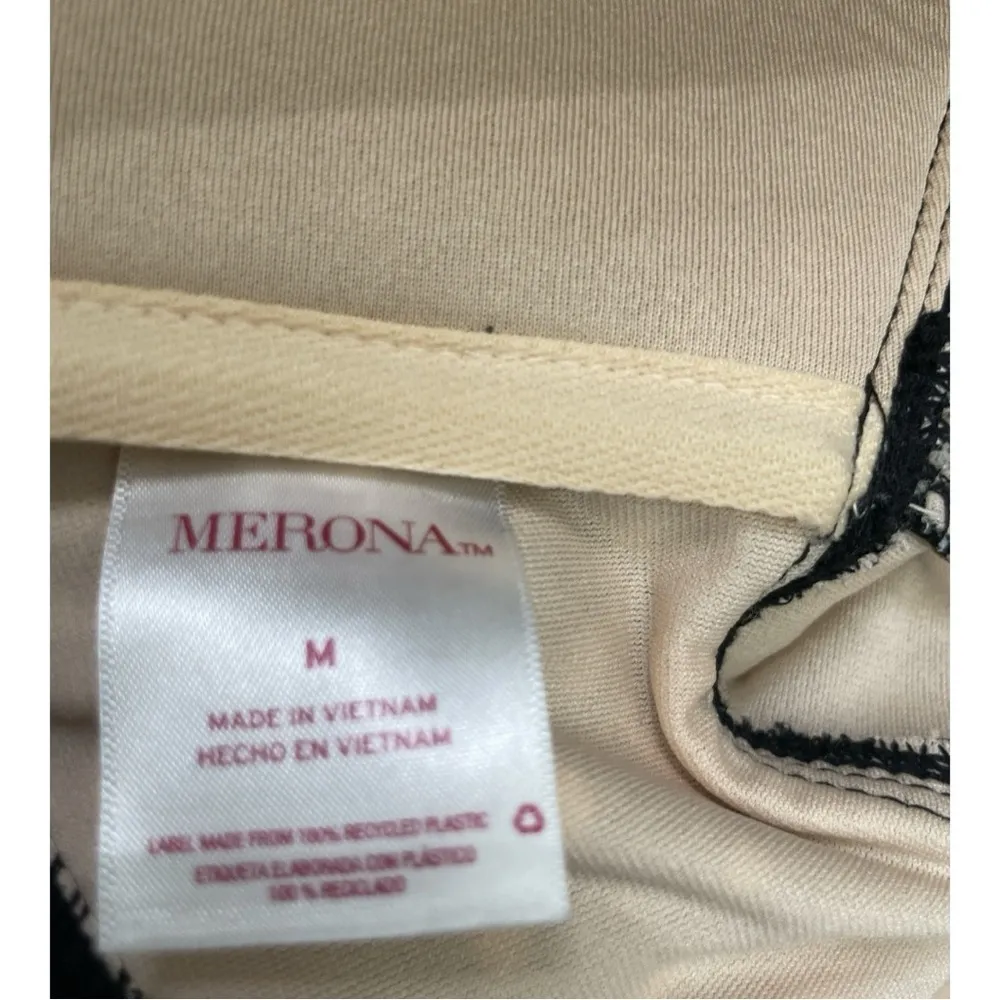 MERONA™
M
MADE IN VIETNAM
HECHO EN VIETNAM
LABEL MADE FROM 100% RECYCLED PLASTIC
ETIQUETA ELABORADA CON PLÁSTICO
100 % RECICLADO